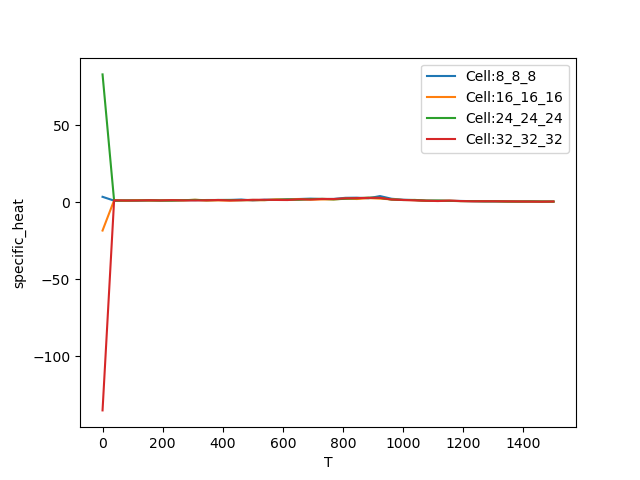 Cell:8_8_8
Cell:16_16_16
Cell:24_24_24
Cell:32_32_32
50
0
−50
−100
specific_heat
0 200 400 600 800 1000 1200 1400
T